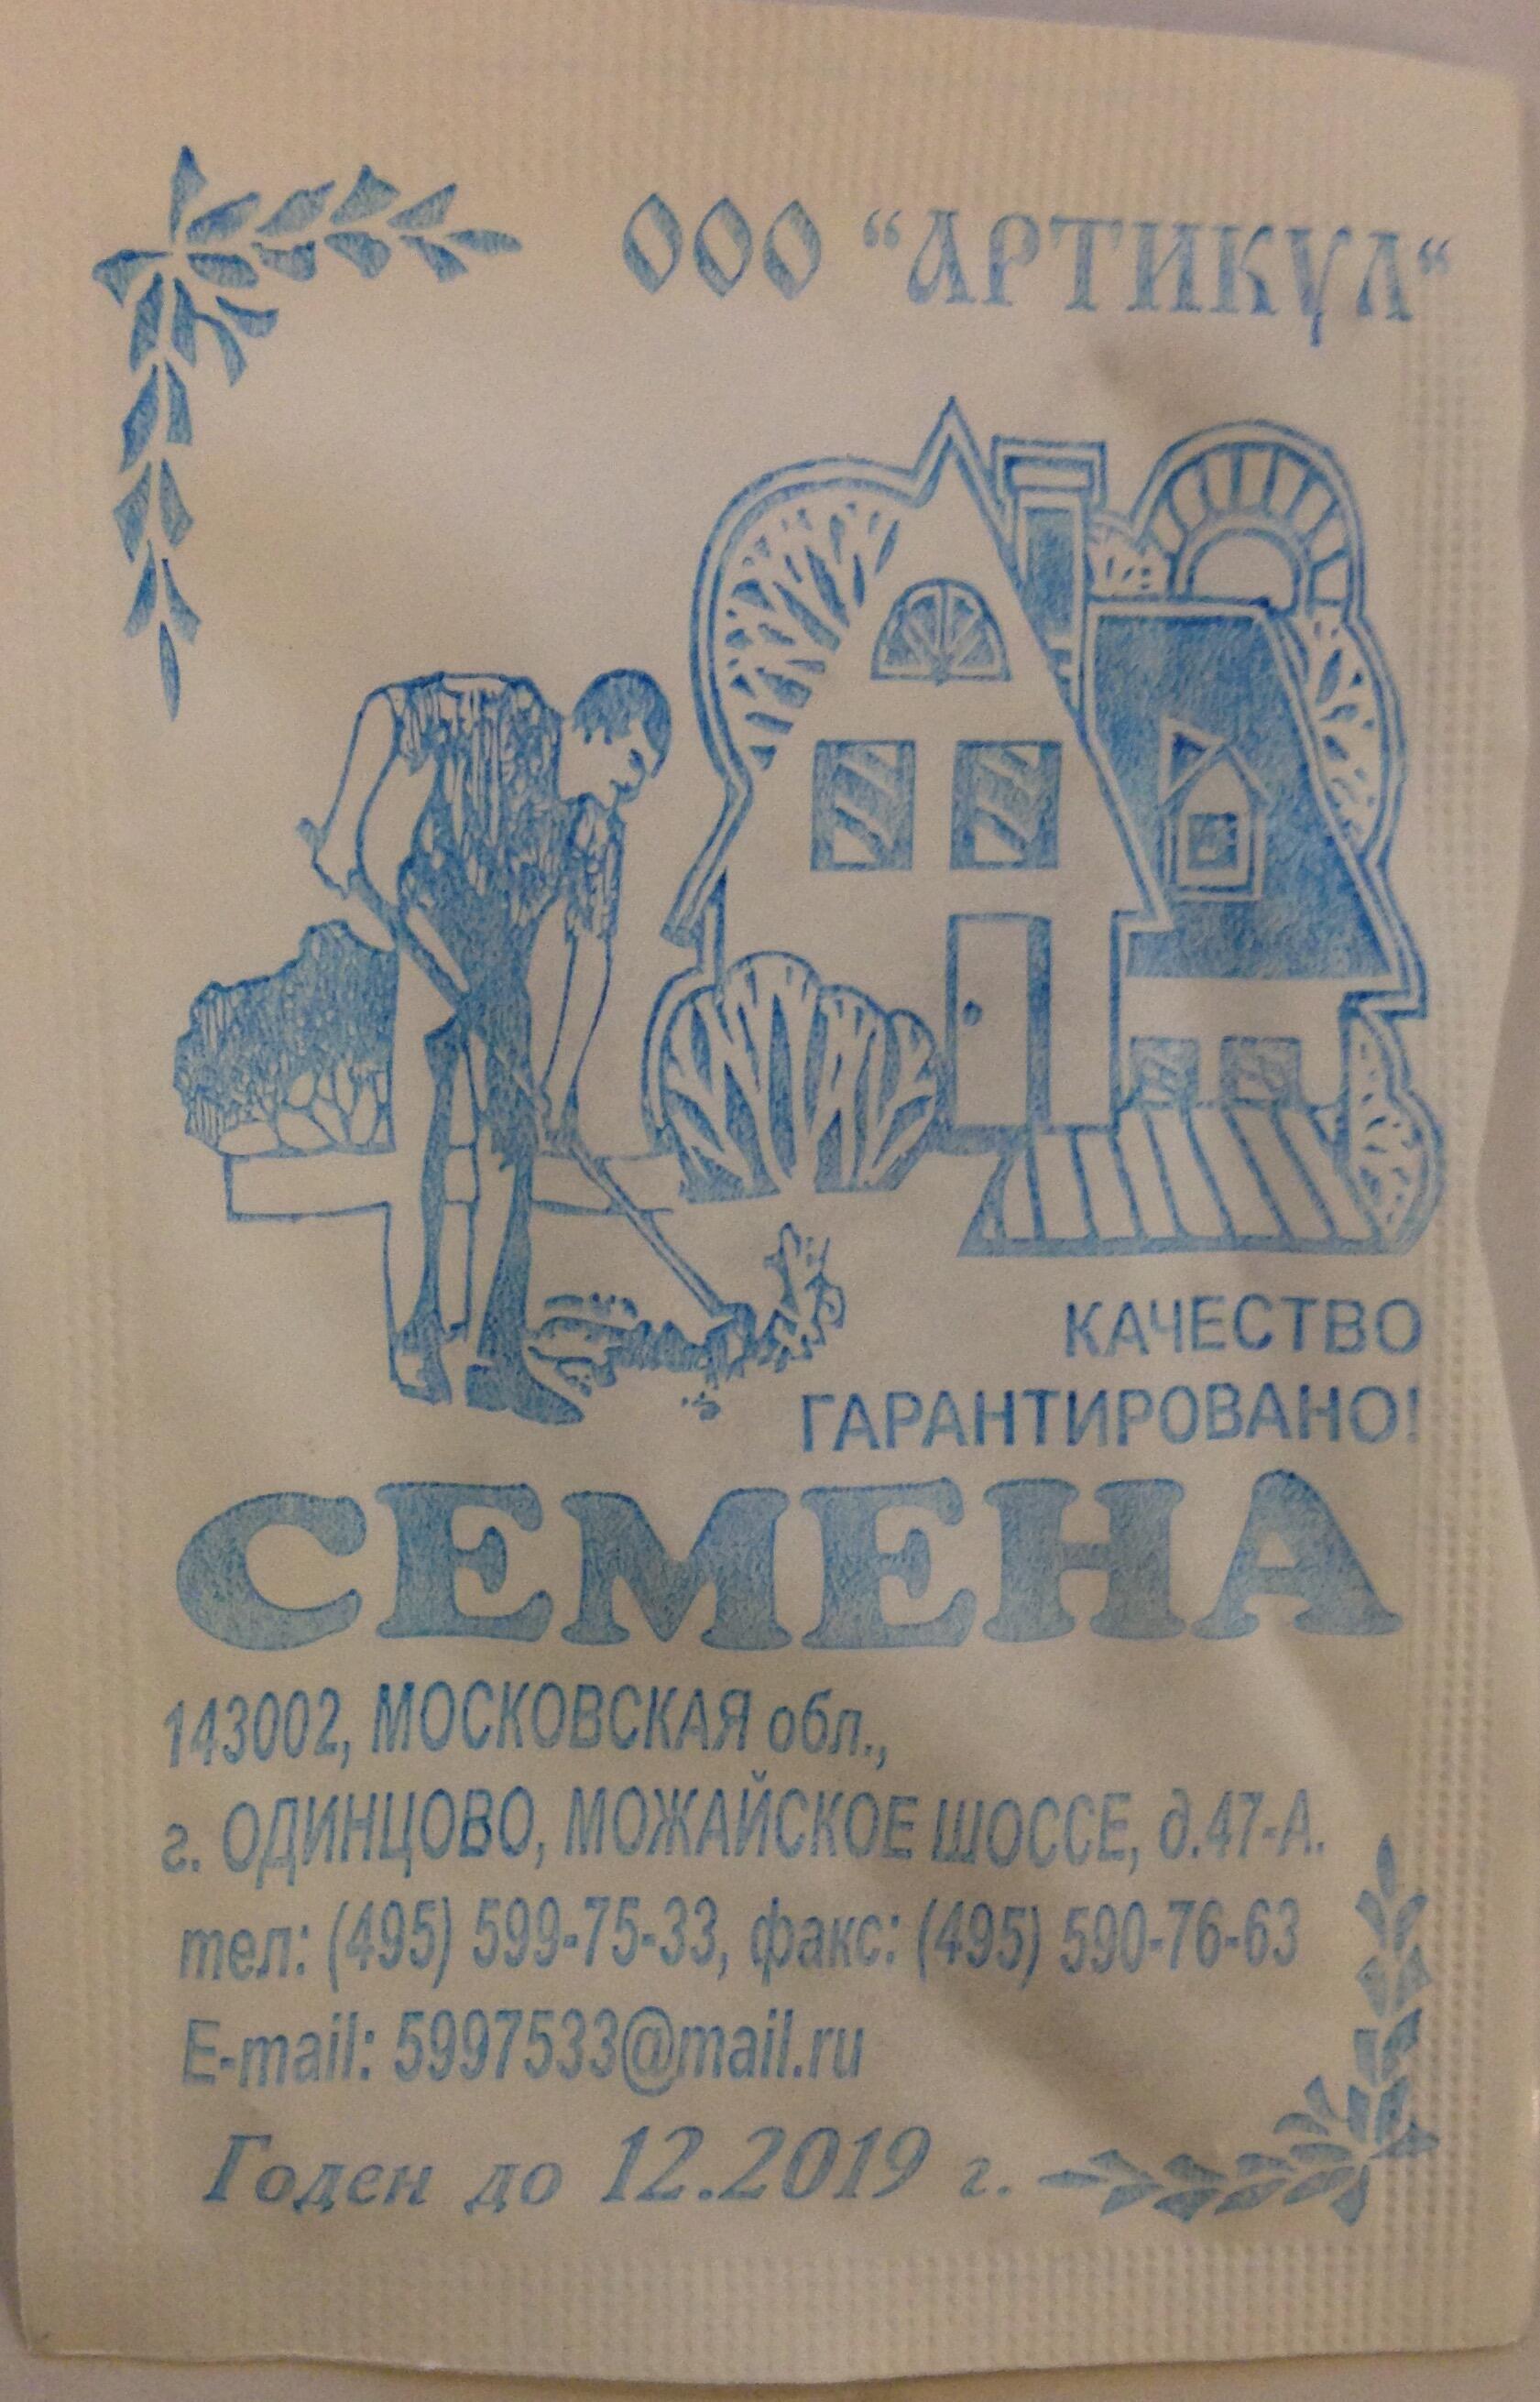 ООО “АРТИКУЛ“
КАЧЕСТВО
ГАРАНТИРОВАНО!
СЕМЕНА
143002, МОСКОВСКАЯ обл.,
г. ОДИНЦОВО, МОЖАЙСКОЕ ШОССЕ, д.47-А.
тел: (495) 599-75-33, факс: (495) 590-76-63
E-mail: 5997533@mail.ru
Годен до 12.2019 г.